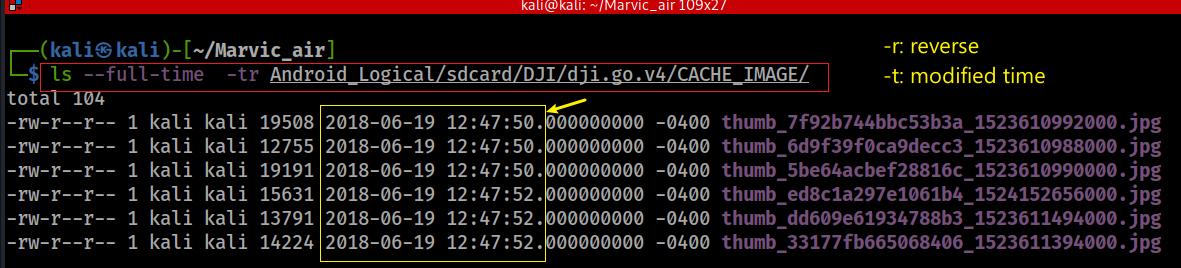 kali@kali: ~/Marvic_air 109x27
(kali㉿kali)-[~/Marvic_air]
-r: reverse
$ ls --full-time  -tr Android_Logical/sdcard/DJI/dji.go.v4/CACHE_IMAGE/
-t: modified time
total 104
-rw-r--r-- 1 kali kali 19508 2018-06-19 12:47:50.000000000 -0400 thumb_7f92b744bbc53b3a_1523610992000.jpg
-rw-r--r-- 1 kali kali 12755 2018-06-19 12:47:50.000000000 -0400 thumb_6d9f39f0ca9decc3_1523610988000.jpg
-rw-r--r-- 1 kali kali 19191 2018-06-19 12:47:50.000000000 -0400 thumb_5be64acbef28816c_1523610990000.jpg
-rw-r--r-- 1 kali kali 15631 2018-06-19 12:47:52.000000000 -0400 thumb_ed8c1a297e1061b4_1524152656000.jpg
-rw-r--r-- 1 kali kali 13791 2018-06-19 12:47:52.000000000 -0400 thumb_dd609e61934788b3_1523611494000.jpg
-rw-r--r-- 1 kali kali 14224 2018-06-19 12:47:52.000000000 -0400 thumb_33177fb665068406_1523611394000.jpg